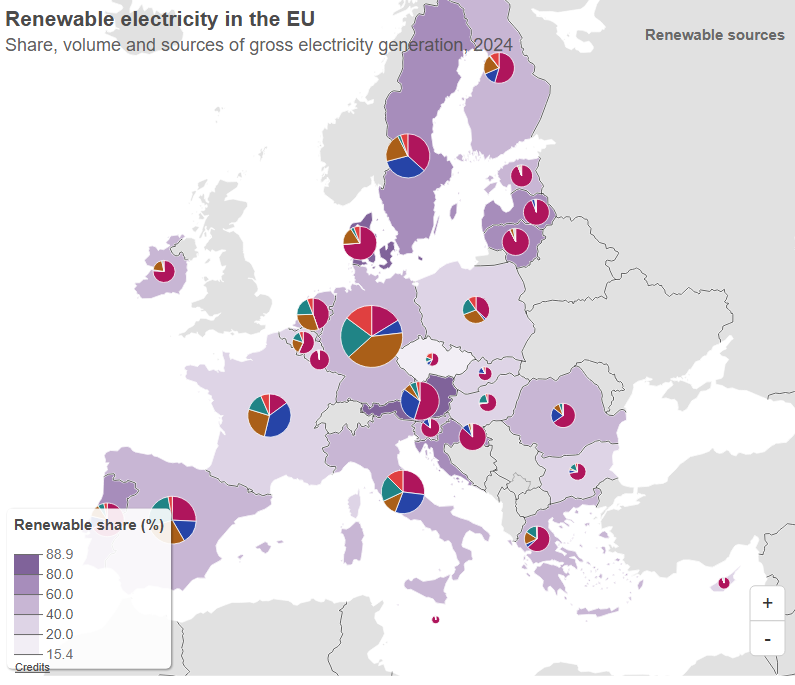 Renewable electricity in the EU
Share, volume and sources of gross electricity generation, 2024
Renewable sources
Renewable share (%)
88.9
80.0
60.0
40.0
20.0
15.4
Credits
+
-